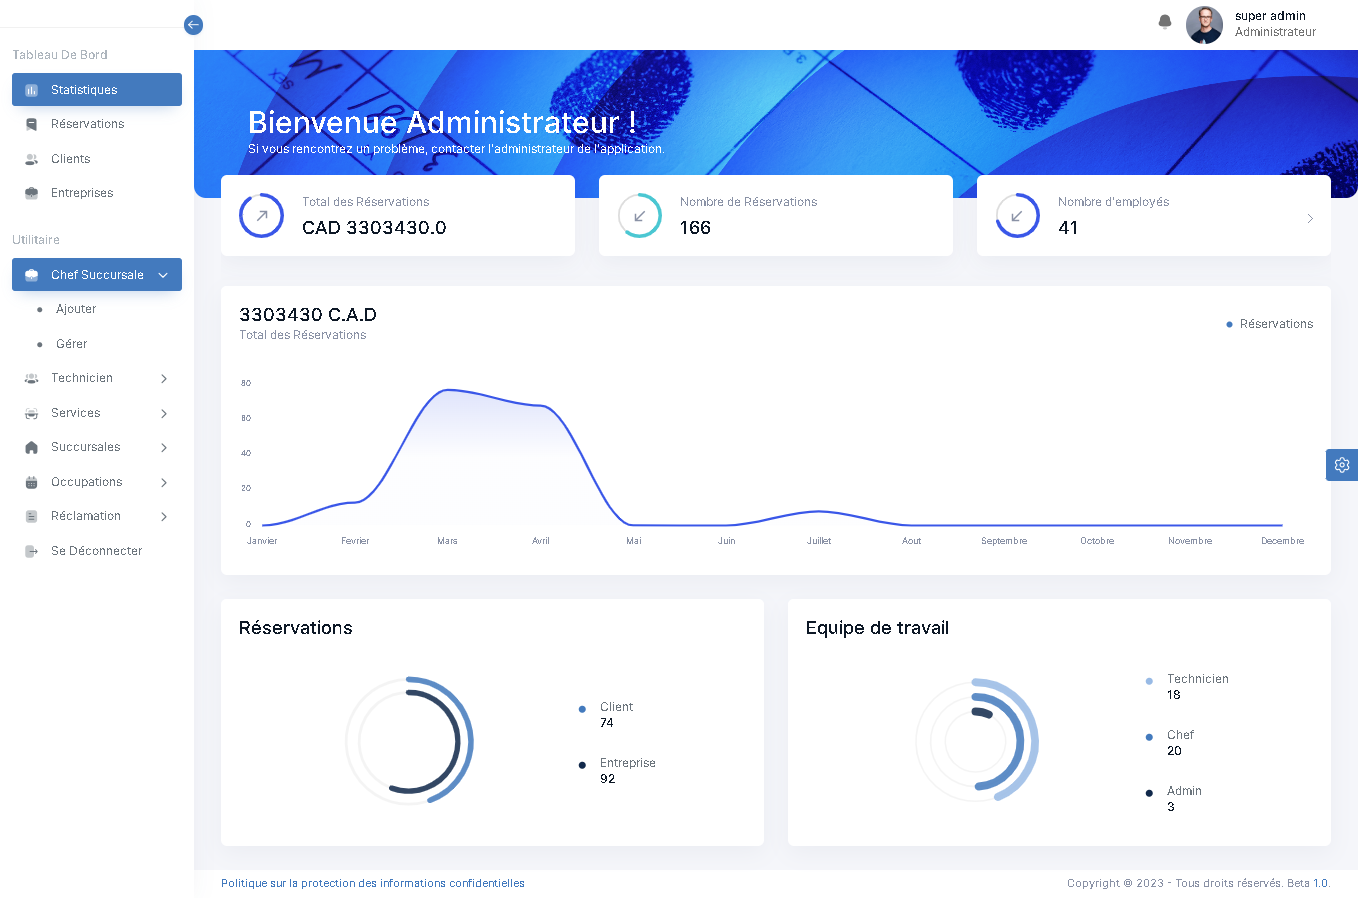 super admin
Administrateur
Tableau De Bord
Statistiques
Réservations
Clients
Entreprises
Utilitaire
Chef Succursale
Ajouter
Gérer
Technicien
Services
Succursales
Occupations
Réclamation
Se Déconnecter
Bienvenue Administrateur !
Si vous rencontrez un problème, contacter l'administrateur de l'application.
Total des Réservations
CAD 3303430.0
Nombre de Réservations
166
Nombre d'employés
41
3303430 C.A.D
Total des Réservations
Réservations
80
60
40
20
0
Janvier Fevrier Mars Avril Mai Juin Juillet Aout Septembre Octobre Novembre Decembre
Réservations
Client
74
Entreprise
92
Equipe de travail
Technicien
18
Chef
20
Admin
3
Politique sur la protection des informations confidentielles
Copyright © 2023 - Tous droits réservés. Beta 1.0.